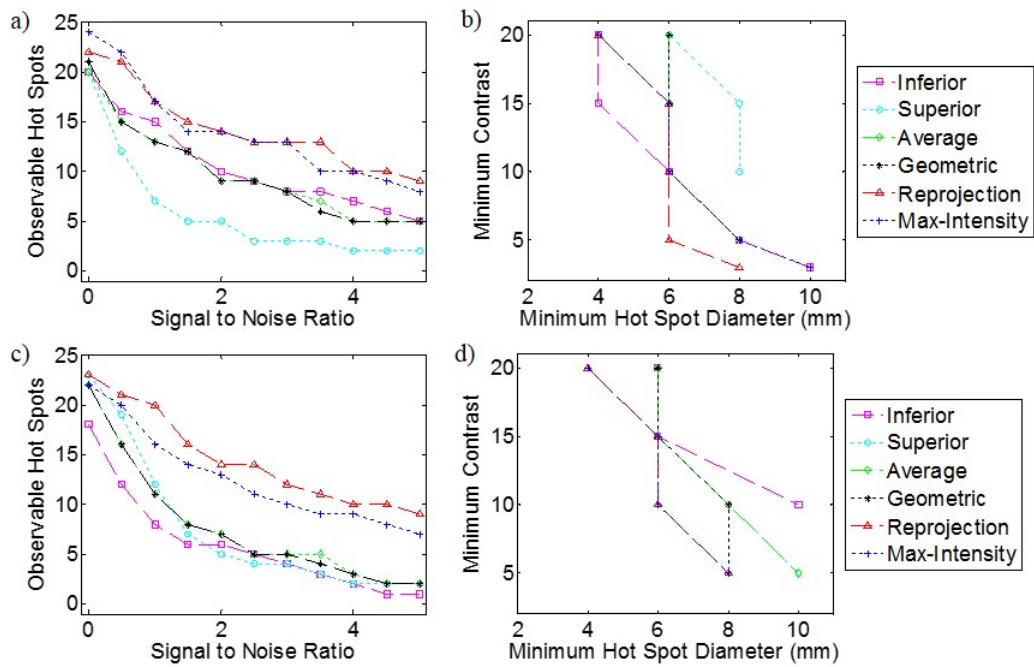 a)
25
20
15
10
5
0
Observable Hot Spots
0 2 4
Signal to Noise Ratio
b)
20
15
10
5
Minimum Contrast
2 4 6 8 10
Minimum Hot Spot Diameter (mm)
Inferior
Superior
Average
Geometric
Reprojection
Max-Intensity
c)
25
20
15
10
5
0
Observable Hot Spots
0 2 4
Signal to Noise Ratio
d)
20
15
10
5
Minimum Contrast
2 4 6 8 10
Minimum Hot Spot Diameter (mm)
Inferior
Superior
Average
Geometric
Reprojection
Max-Intensity